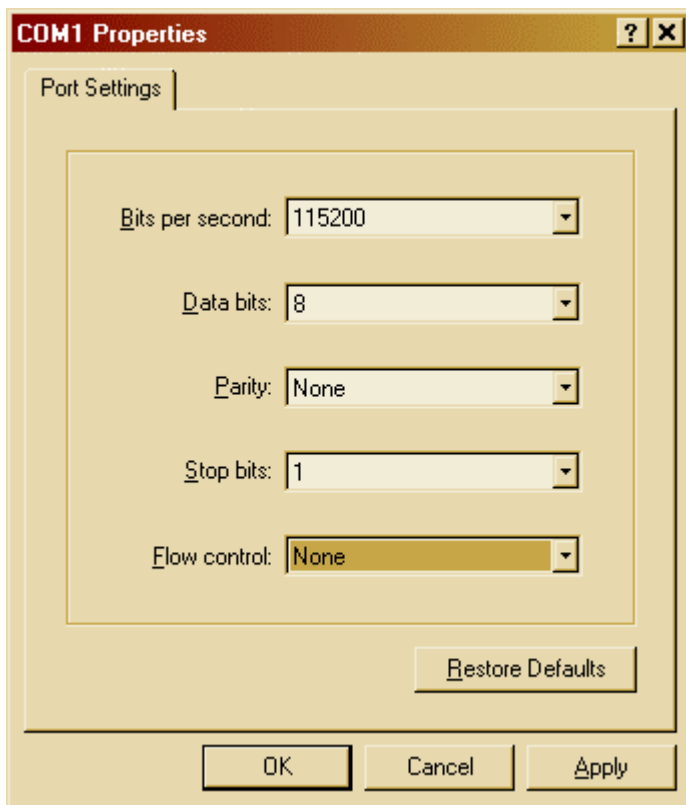 COM1 Properties
Port Settings
Bits per second: 115200
Data bits: 8
Parity: None
Stop bits: 1
Flow control: None
Restore Defaults
OK Cancel Apply